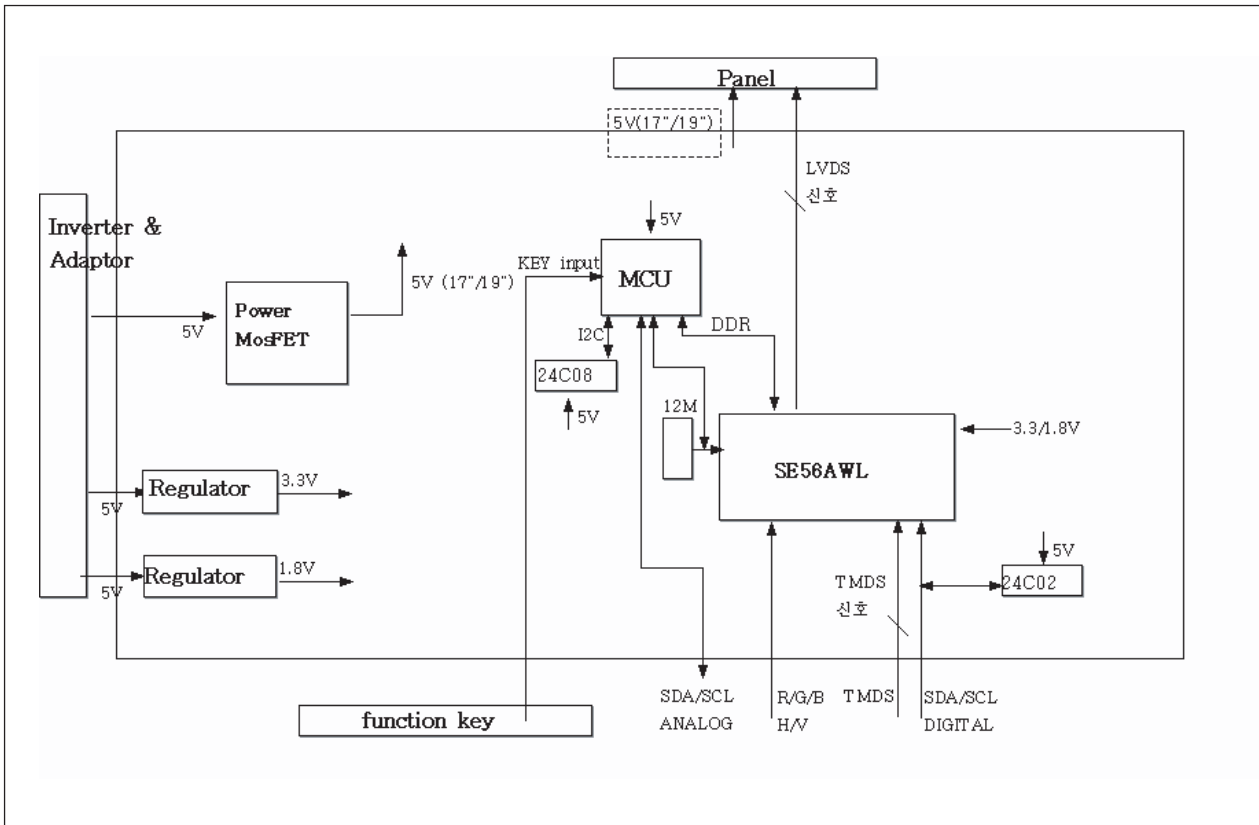 Panel
5V(17"/19")
LVDS
신호
Inverter &
Adaptor
5V
KEY input
MCU
5V (17"/19")
Power
MosFET
5V
I2C
DDR
24C08
5V
12M
SE56AWL
3.3/1.8V
Regulator
3.3V
5V
Regulator
1.8V
5V
5V
24C02
TMDS
신호
SDA/SCL
ANALOG
R/G/B
H/V
TMDS
SDA/SCL
DIGITAL
function key